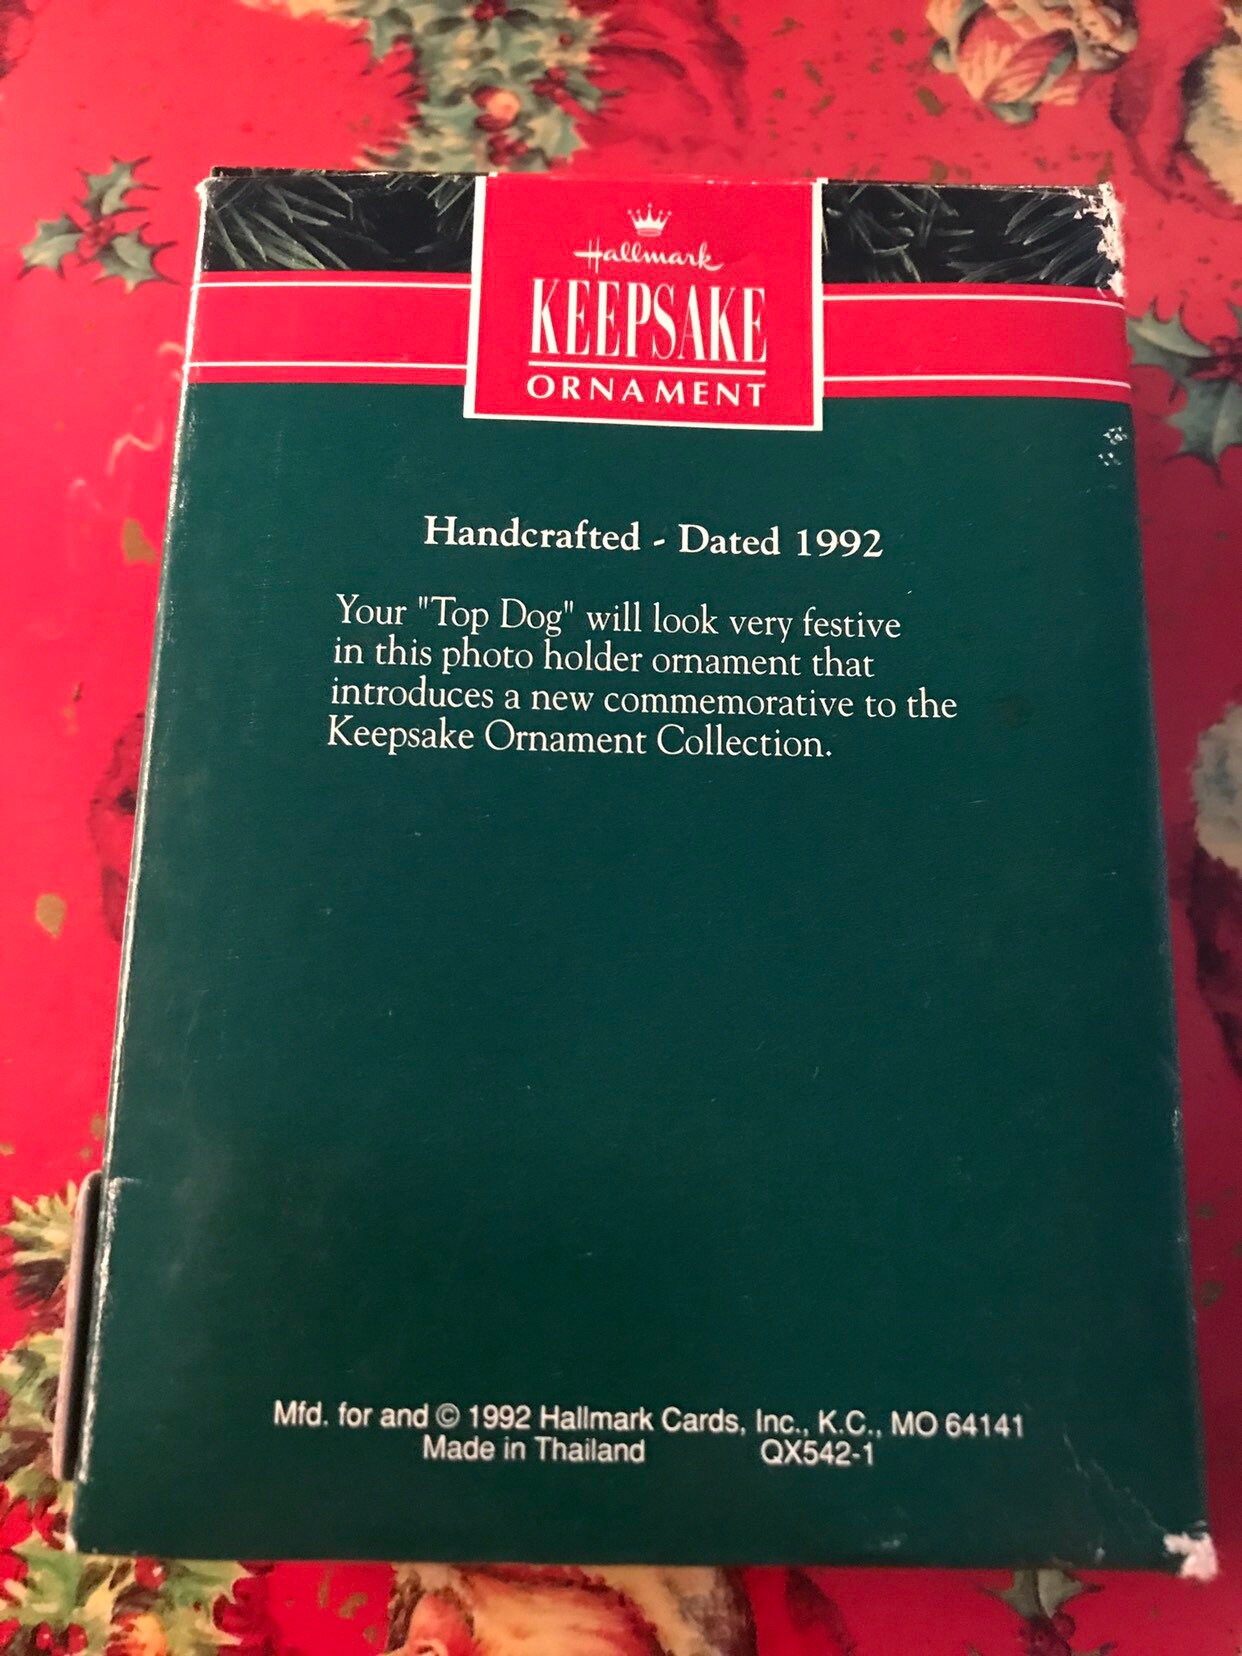 Hallmark
KEEPSAKE
ORNAMENT
Handcrafted - Dated 1992
Your "Top Dog" will look very festive
in this photo holder ornament that
introduces a new commemorative to the
Keepsake Ornament Collection.
Mfd. for and © 1992 Hallmark Cards, Inc., K.C., MO 64141
Made in Thailand QX542-1